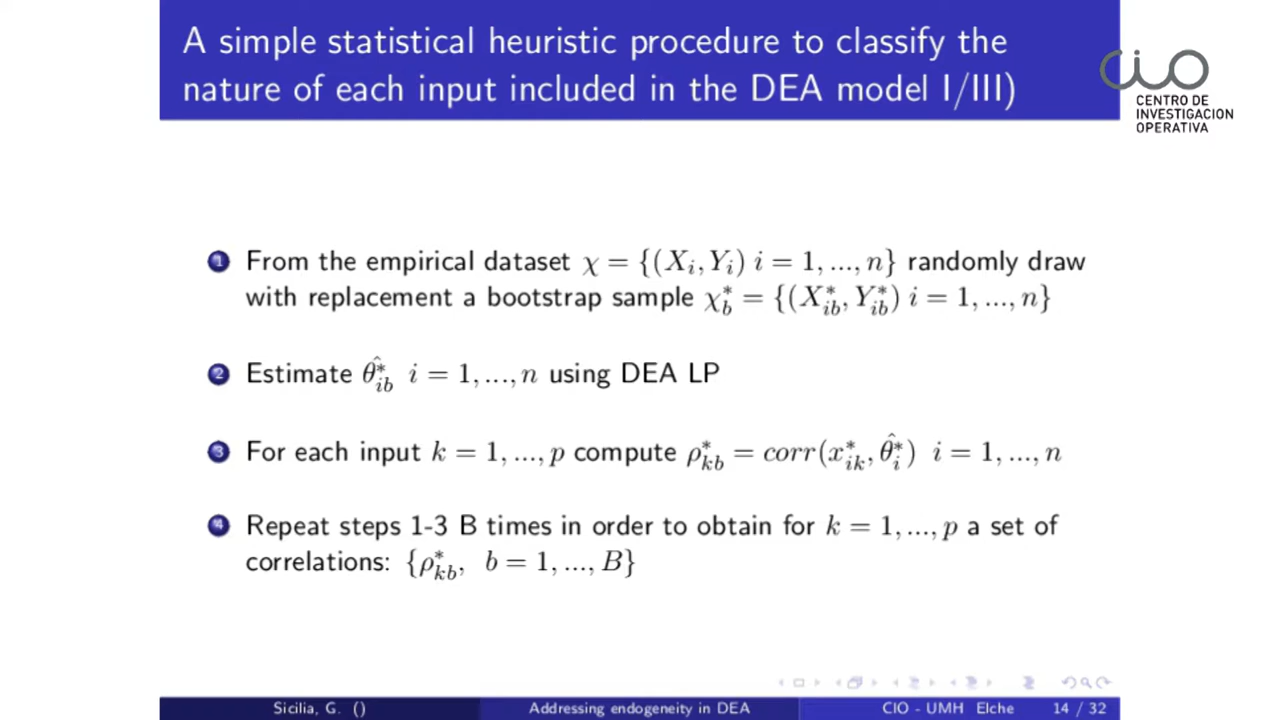 A simple statistical heuristic procedure to classify the
nature of each input included in the DEA model I/III)
CIO
CENTRO DE
INVESTIGACION
OPERATIVA
1 From the empirical dataset χ = {(X_i, Y_i) i = 1, ..., n} randomly draw
with replacement a bootstrap sample χ*_b = {(X*_ib, Y*_ib) i = 1, ..., n}
2 Estimate θ̂*_ib i = 1, ..., n using DEA LP
3 For each input k = 1, ..., p compute ρ*_kb = corr(x*_ik, θ̂*_i) i = 1, ..., n
4 Repeat steps 1-3 B times in order to obtain for k = 1, ..., p a set of
correlations: {ρ*_kb, b = 1, ..., B}
Sicilia, G. () Addressing endogeneity in DEA CIO - UMH Elche 14 / 32